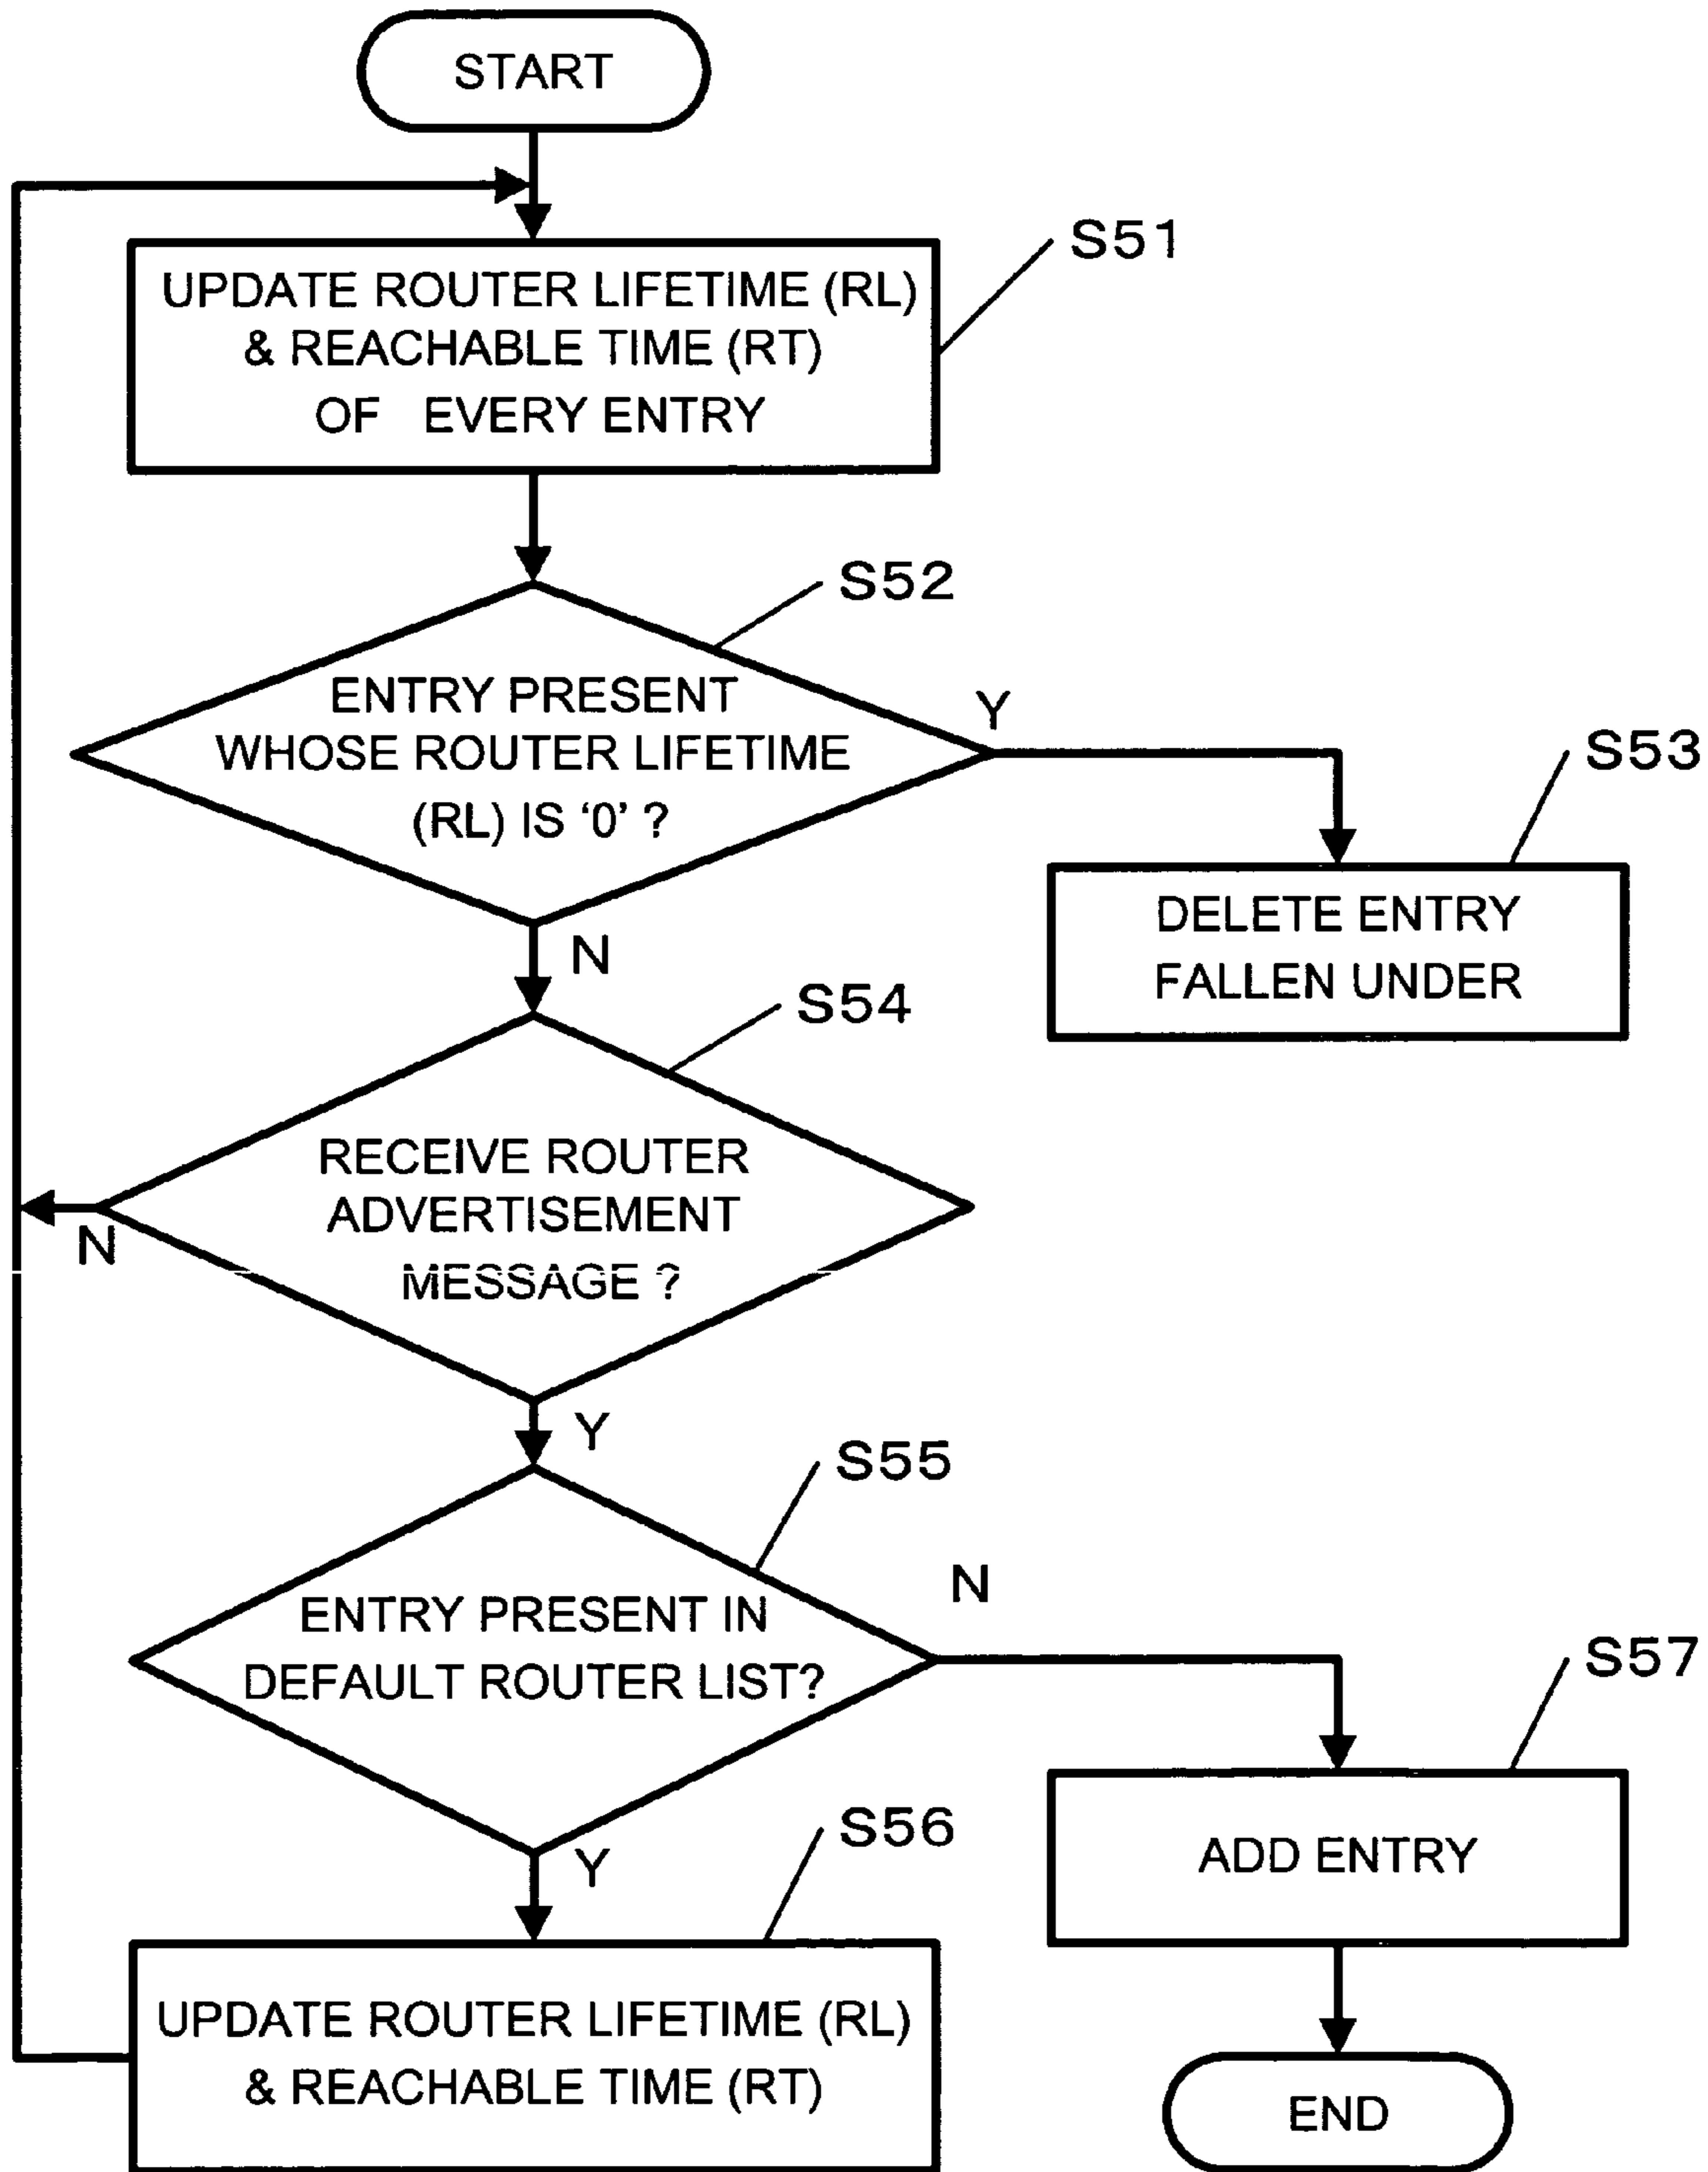 START
S51
UPDATE ROUTER LIFETIME (RL)
& REACHABLE TIME (RT)
OF EVERY ENTRY
S52
ENTRY PRESENT
WHOSE ROUTER LIFETIME
(RL) IS ‘0’ ?
Y
S53
DELETE ENTRY
FALLEN UNDER
N
S54
RECEIVE ROUTER
ADVERTISEMENT
MESSAGE ?
N
Y
S55
ENTRY PRESENT IN
DEFAULT ROUTER LIST?
N
S57
ADD ENTRY
Y
S56
UPDATE ROUTER LIFETIME (RL)
& REACHABLE TIME (RT)
END